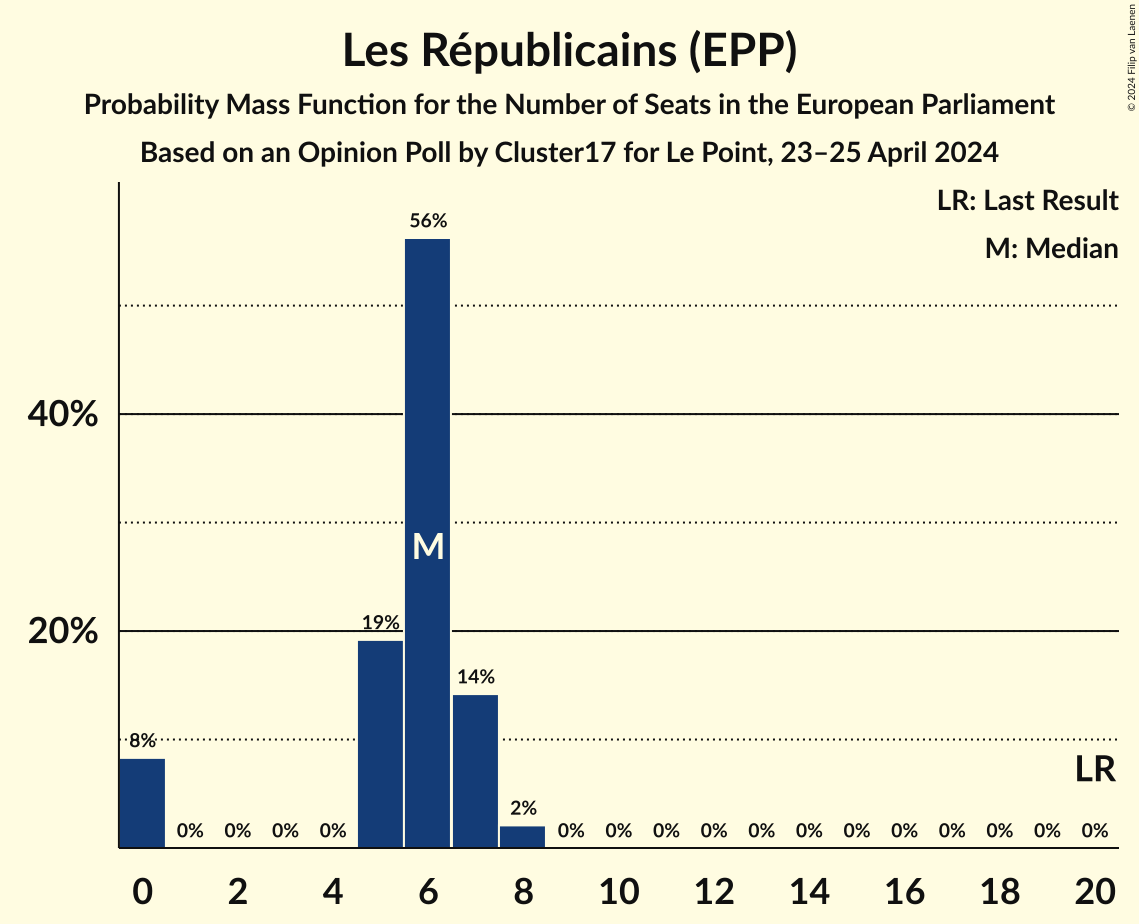 Les Républicains (EPP)
Probability Mass Function for the Number of Seats in the European Parliament
Based on an Opinion Poll by Cluster17 for Le Point, 23–25 April 2024
© 2024 Filip van Laenen
LR: Last Result
M: Median
56%
40%
M
20%
19%
14%
8%
LR
2%
0% 0% 0% 0% 0% 0% 0% 0% 0% 0% 0% 0% 0% 0% 0% 0%
0 2 4 6 8 10 12 14 16 18 20